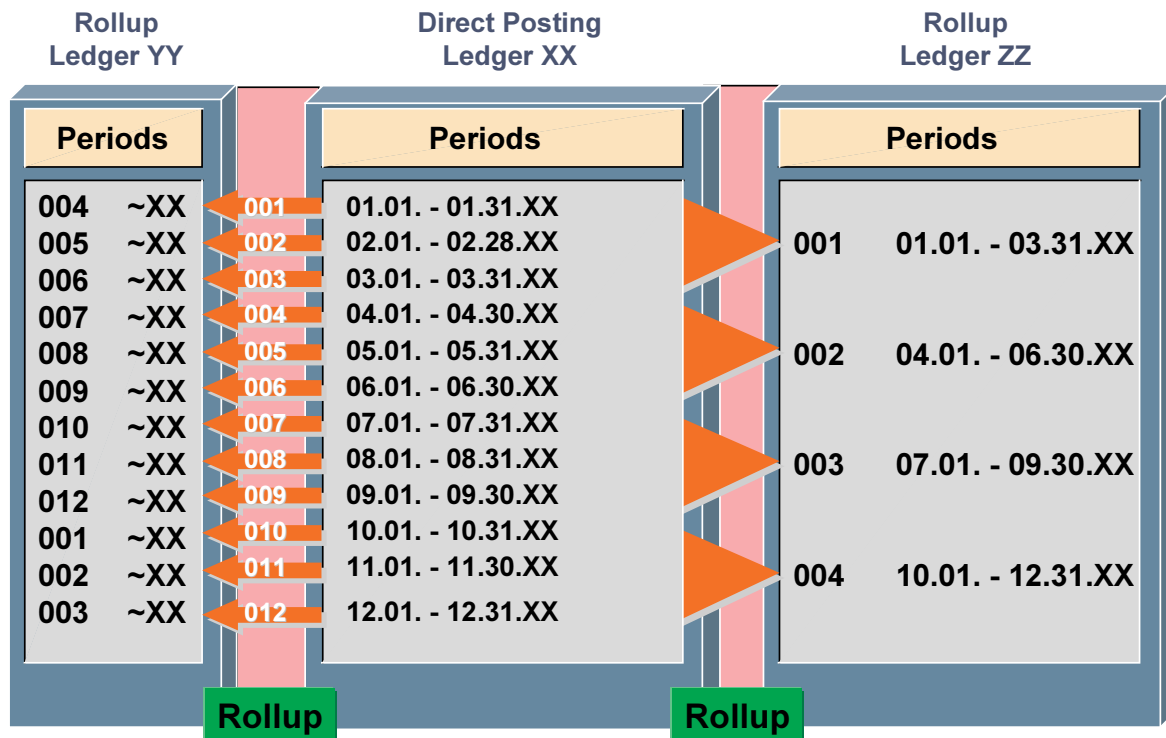 Rollup
Ledger YY
Direct Posting
Ledger XX
Rollup
Ledger ZZ
Periods
Periods
Periods
004 ~XX 001 01.01. - 01.31.XX
005 ~XX 002 02.01. - 02.28.XX 001 01.01. - 03.31.XX
006 ~XX 003 03.01. - 03.31.XX
007 ~XX 004 04.01. - 04.30.XX
008 ~XX 005 05.01. - 05.31.XX 002 04.01. - 06.30.XX
009 ~XX 006 06.01. - 06.30.XX
010 ~XX 007 07.01. - 07.31.XX
011 ~XX 008 08.01. - 08.31.XX 003 07.01. - 09.30.XX
012 ~XX 009 09.01. - 09.30.XX
001 ~XX 010 10.01. - 10.31.XX
002 ~XX 011 11.01. - 11.30.XX 004 10.01. - 12.31.XX
003 ~XX 012 12.01. - 12.31.XX
Rollup
Rollup